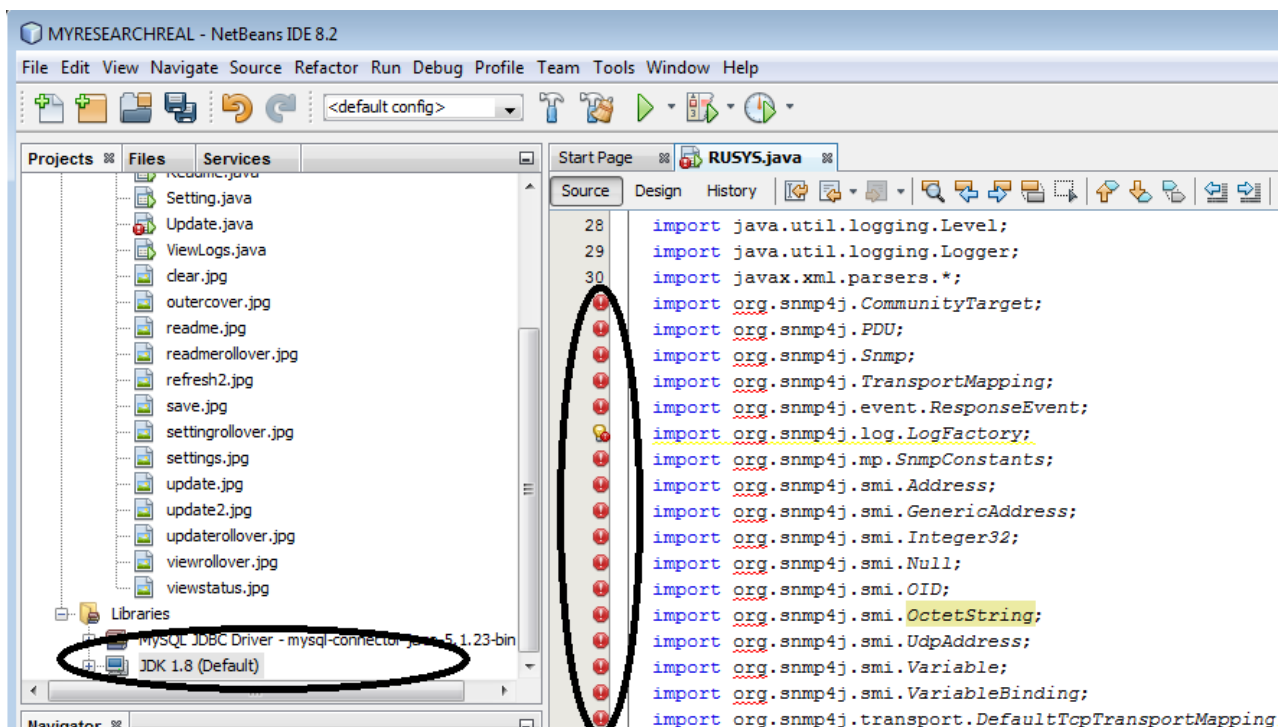 MYRESEARCHREAL - NetBeans IDE 8.2
File Edit View Navigate Source Refactor Run Debug Profile Team Tools Window Help
<default config>
Projects Files Services
Readme.java
Setting.java
Update.java
ViewLogs.java
clear.jpg
outercover.jpg
readme.jpg
readmerollover.jpg
refresh2.jpg
save.jpg
settingrollover.jpg
settings.jpg
update.jpg
update2.jpg
updaterollover.jpg
viewrollover.jpg
viewstatus.jpg
Libraries
MySQL JDBC Driver - mysql-connector-java-5.1.23-bin
JDK 1.8 (Default)
Navigator
Start Page RUSYS.java
Source Design History
28 import java.util.logging.Level;
29 import java.util.logging.Logger;
30 import javax.xml.parsers.*;
import org.snmp4j.CommunityTarget;
import org.snmp4j.PDU;
import org.snmp4j.Snmp;
import org.snmp4j.TransportMapping;
import org.snmp4j.event.ResponseEvent;
import org.snmp4j.log.LogFactory;
import org.snmp4j.mp.SnmpConstants;
import org.snmp4j.smi.Address;
import org.snmp4j.smi.GenericAddress;
import org.snmp4j.smi.Integer32;
import org.snmp4j.smi.Null;
import org.snmp4j.smi.OID;
import org.snmp4j.smi.OctetString;
import org.snmp4j.smi.UdpAddress;
import org.snmp4j.smi.Variable;
import org.snmp4j.smi.VariableBinding;
import org.snmp4j.transport.DefaultTcpTransportMapping